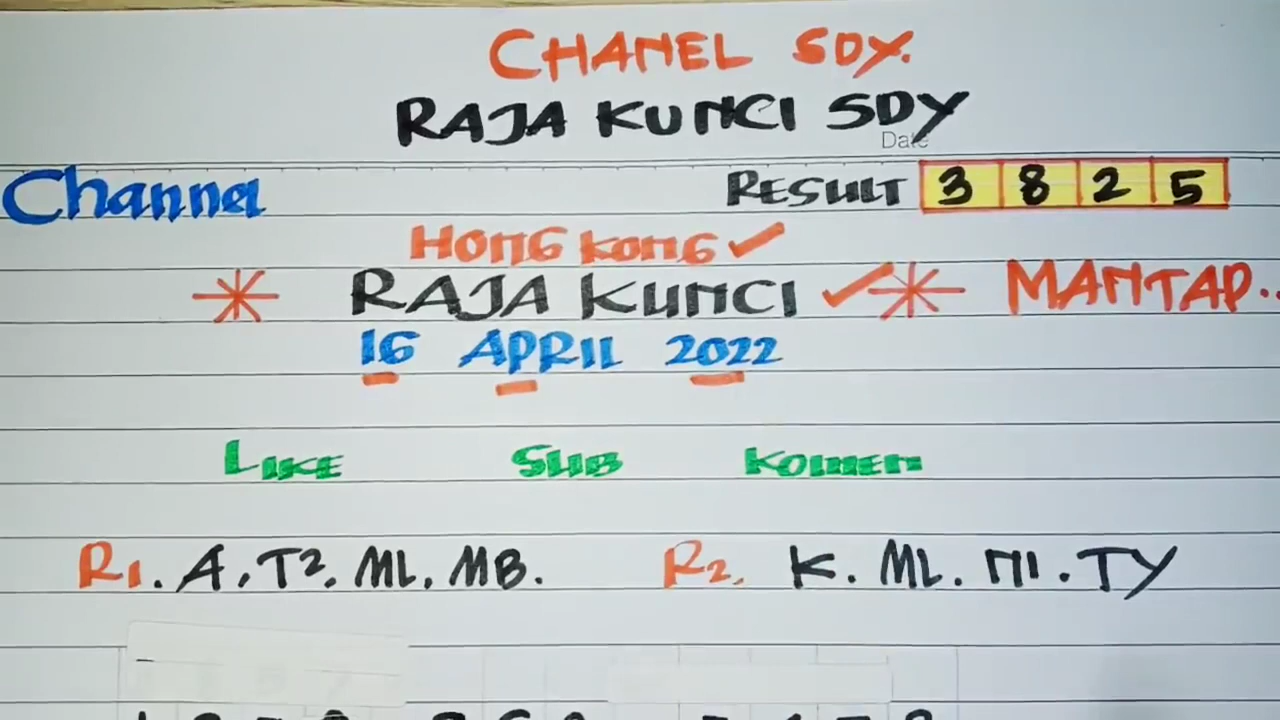 CHANEL SDY.
RAJA KUNCI SDY
Date
Channel
RESULT 3 8 2 5
HONG KONG ✓
* RAJA KUNCI ✓ * MANTAP..
16 APRIL 2022
LIKE SUB KOMEN
R1. A. T2. ML. MB. R2. K. ML. N1. TY